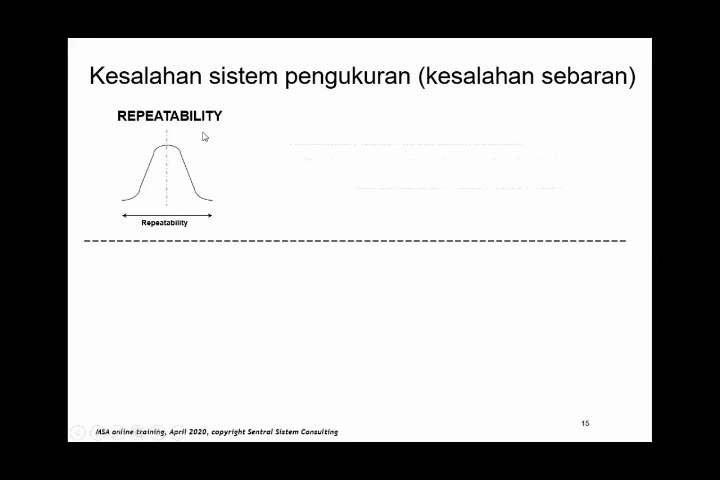 Kesalahan sistem pengukuran (kesalahan sebaran)
REPEATABILITY
Repeatability
15
MSA online training, April 2020, copyright Sentral Sistem Consulting